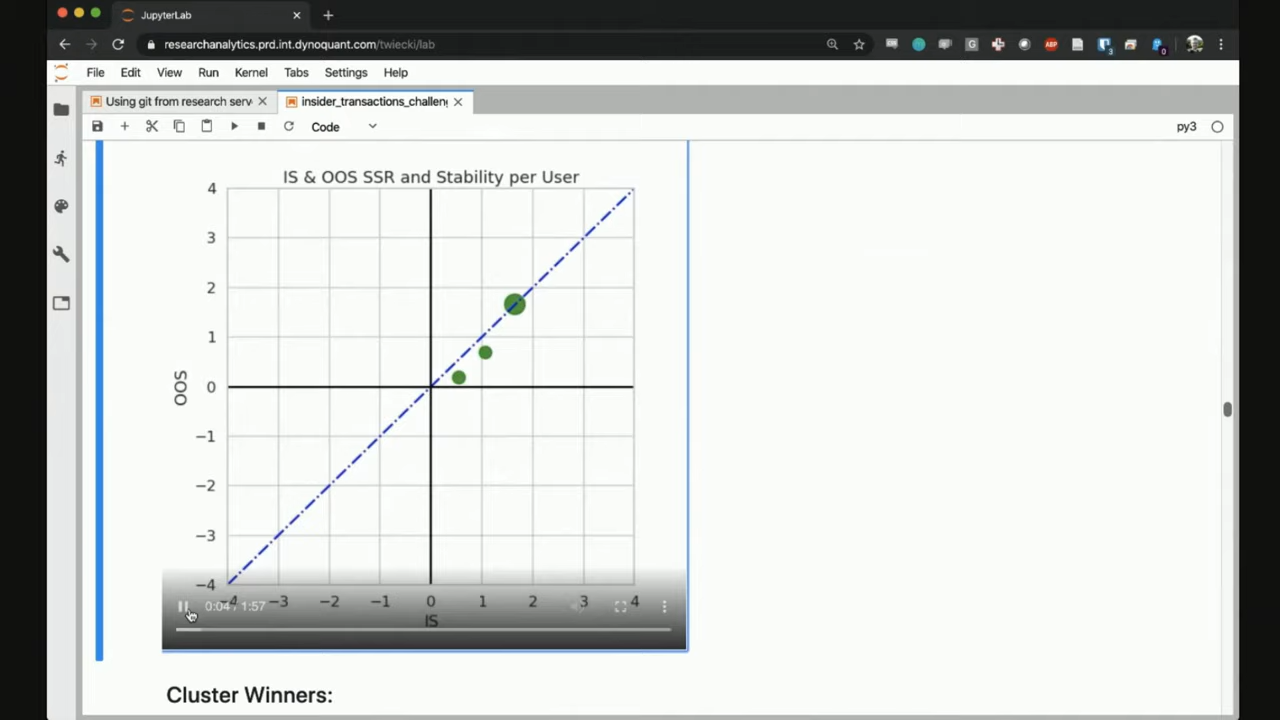 JupyterLab
researchanalytics.prd.int.dynoquant.com/twiecki/lab
G
ABP
3
0
File Edit View Run Kernel Tabs Settings Help
Using git from research serv
insider_transactions_challen
Code
py3
IS & OOS SSR and Stability per User
4
3
2
1
0
−1
−2
−3
−4
OOS
−4 −3 −2 −1 0 1 2 3 4
IS
0:04 / 1:57
Cluster Winners: